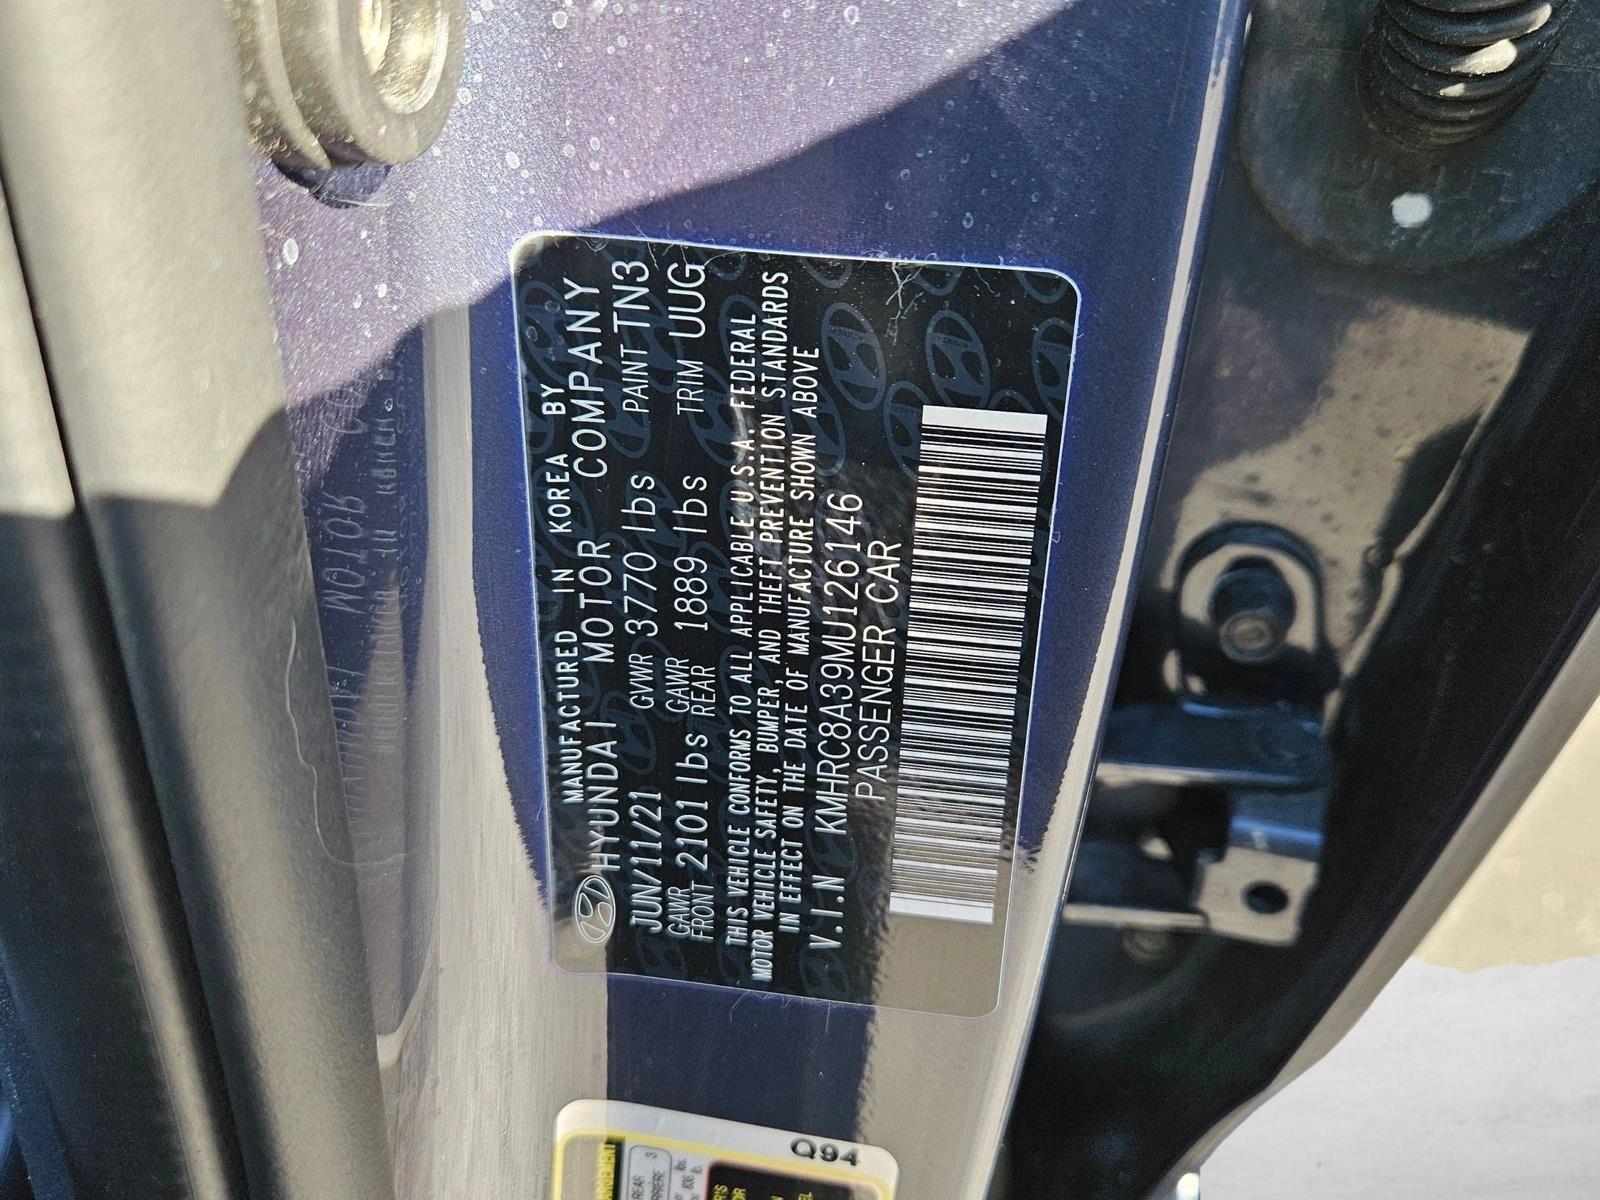 MANUFACTURED IN KOREA BY
HYUNDAI MOTOR COMPANY
JUN/11/21 GVWR 3770 lbs PAINT TN3
GAWR FRONT 2101 lbs GAWR REAR 1889 lbs TRIM UUG
THIS VEHICLE CONFORMS TO ALL APPLICABLE U.S.A. FEDERAL
MOTOR VEHICLE SAFETY, BUMPER, AND THEFT PREVENTION STANDARDS
IN EFFECT ON THE DATE OF MANUFACTURE SHOWN ABOVE
V.I.N KMHRC8A39MU126146
PASSENGER CAR
Q94